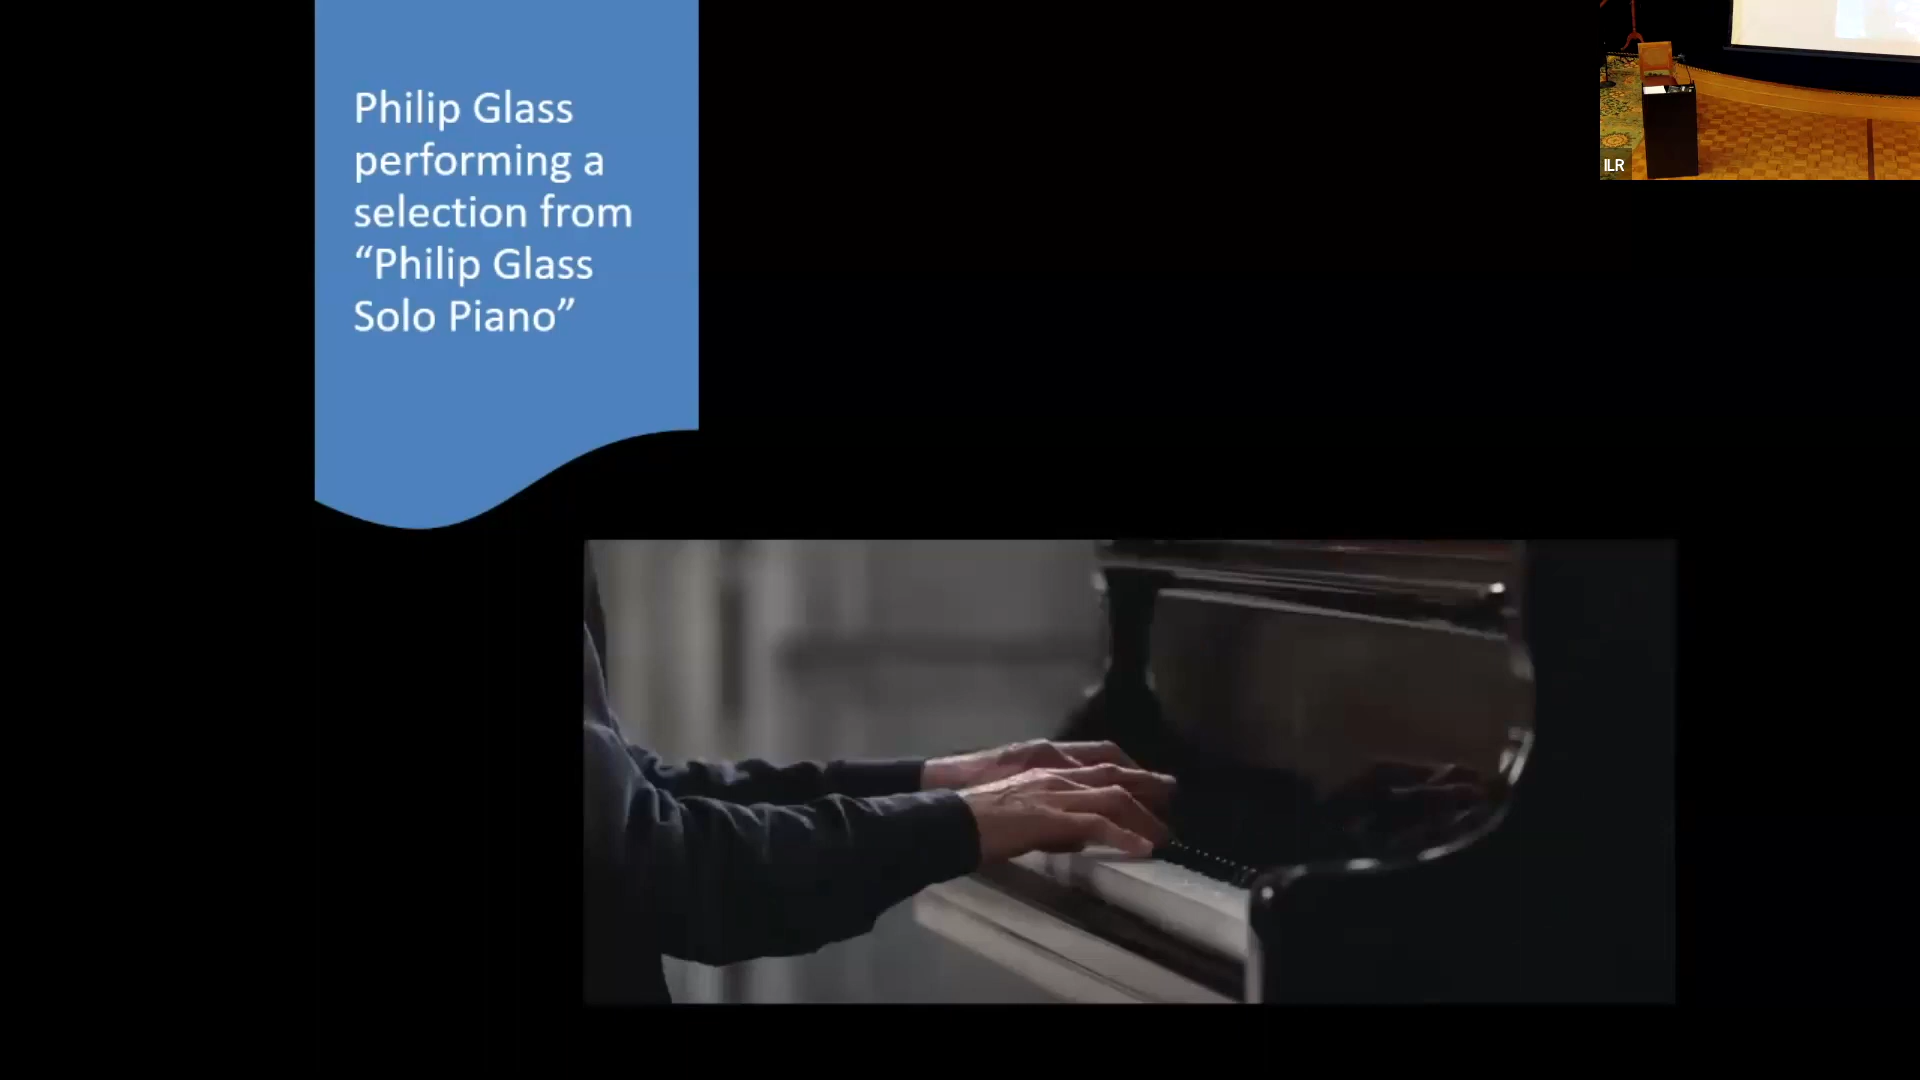 Philip Glass
performing a
selection from
“Philip Glass
Solo Piano”
ILR